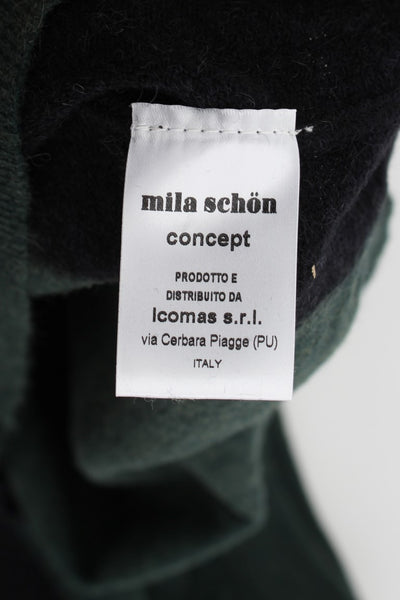 mila schön
concept
PRODOTTO E
DISTRIBUITO DA
Icomas s.r.l.
via Cerbara Piagge (PU)
ITALY